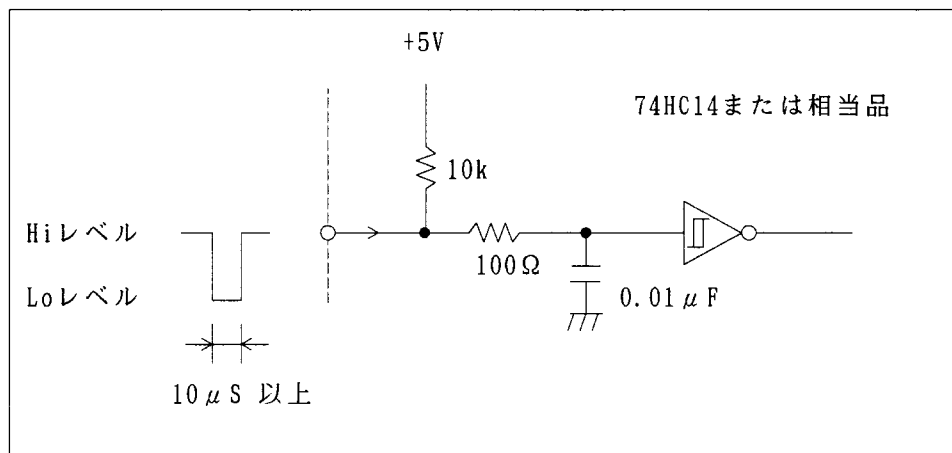 +5V
74HC14または相当品
10k
Hiレベル
100Ω
Loレベル
0.01μF
10μS 以上